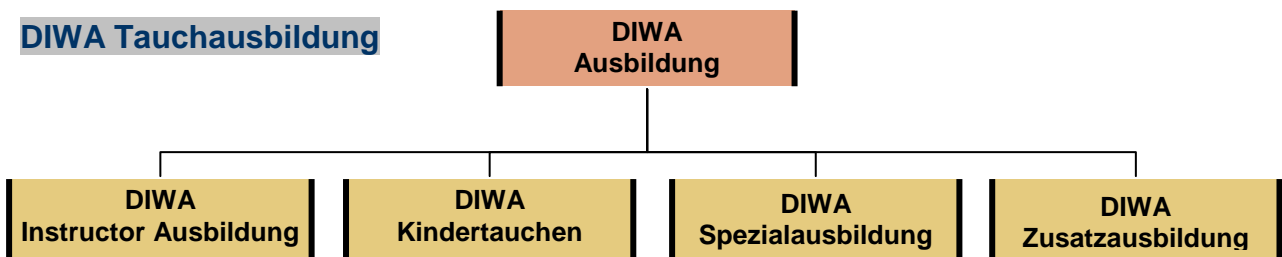 DIWA Tauchausbildung
DIWA
Ausbildung
DIWA
Instructor Ausbildung
DIWA
Kindertauchen
DIWA
Spezialausbildung
DIWA
Zusatzausbildung